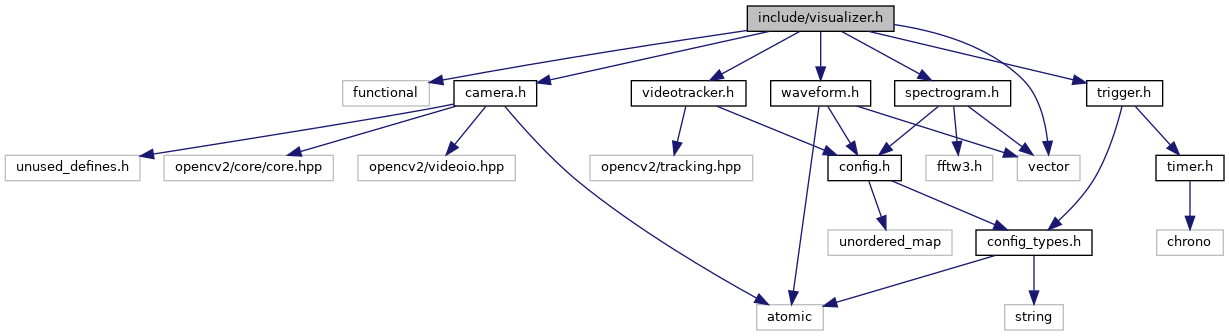 include/visualizer.h
functional
camera.h
videotracker.h
waveform.h
spectrogram.h
trigger.h
unused_defines.h
opencv2/core/core.hpp
opencv2/videoio.hpp
opencv2/tracking.hpp
config.h
fftw3.h
vector
timer.h
unordered_map
config_types.h
chrono
atomic
string